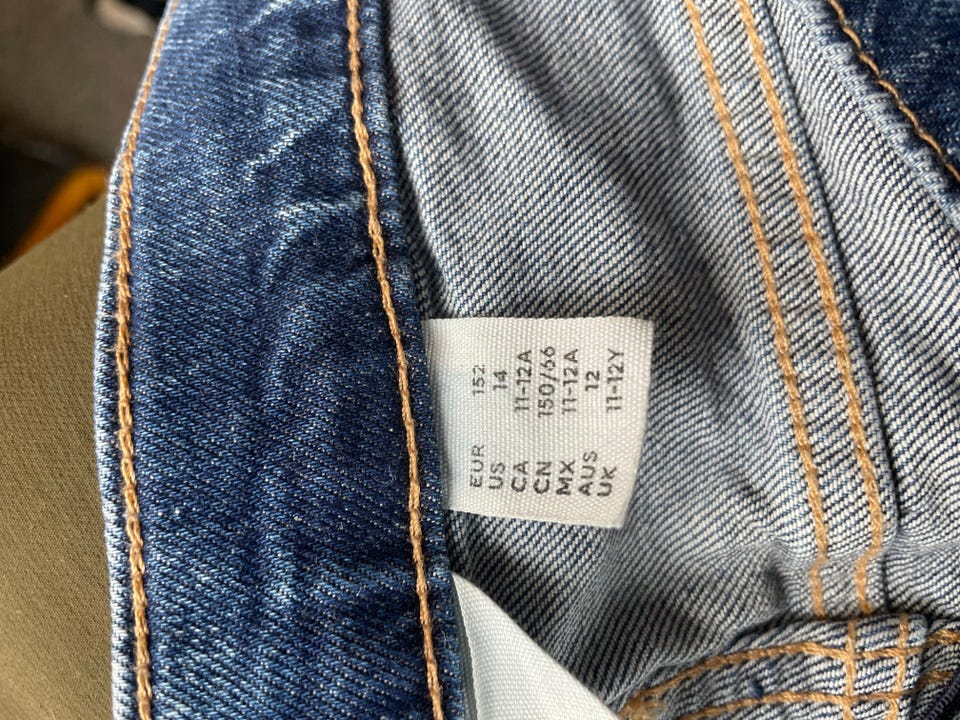 EUR 152
US 14
CA 11-12A
CN 150/66
MX 11-12A
AUS 12
UK 11-12Y